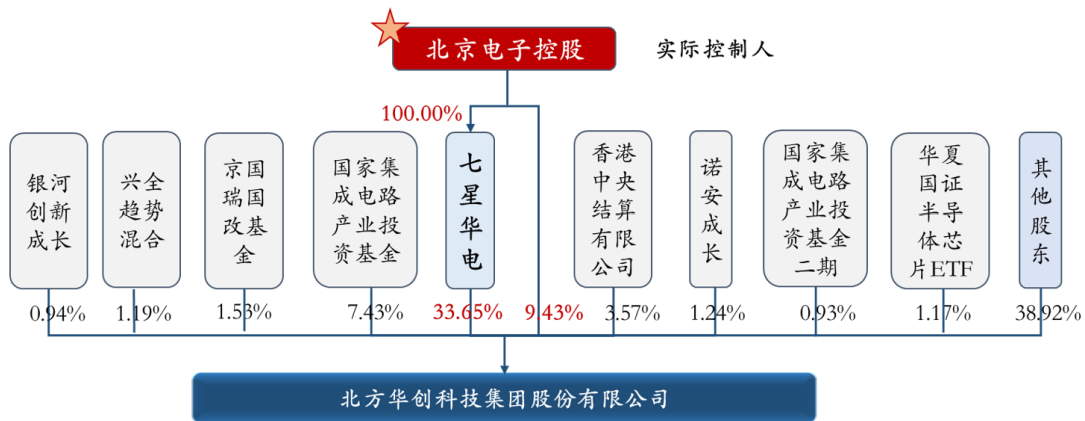 北京电子控股
实际控制人
100.00%
银河
创新
成长
兴全
趋势
混合
京国
瑞国
改基
金
国家集
成电路
产业投
资基金
七
星
华
电
香港
中央
结算
有限
公司
诺
安
成
长
国家集
成电路
产业投
资基金
二期
华夏
国证
半导
体芯
片ETF
其
他
股
东
0.94%
1.19%
1.53%
7.43%
33.65%
9.43%
3.57%
1.24%
0.93%
1.17%
38.92%
北方华创科技集团股份有限公司